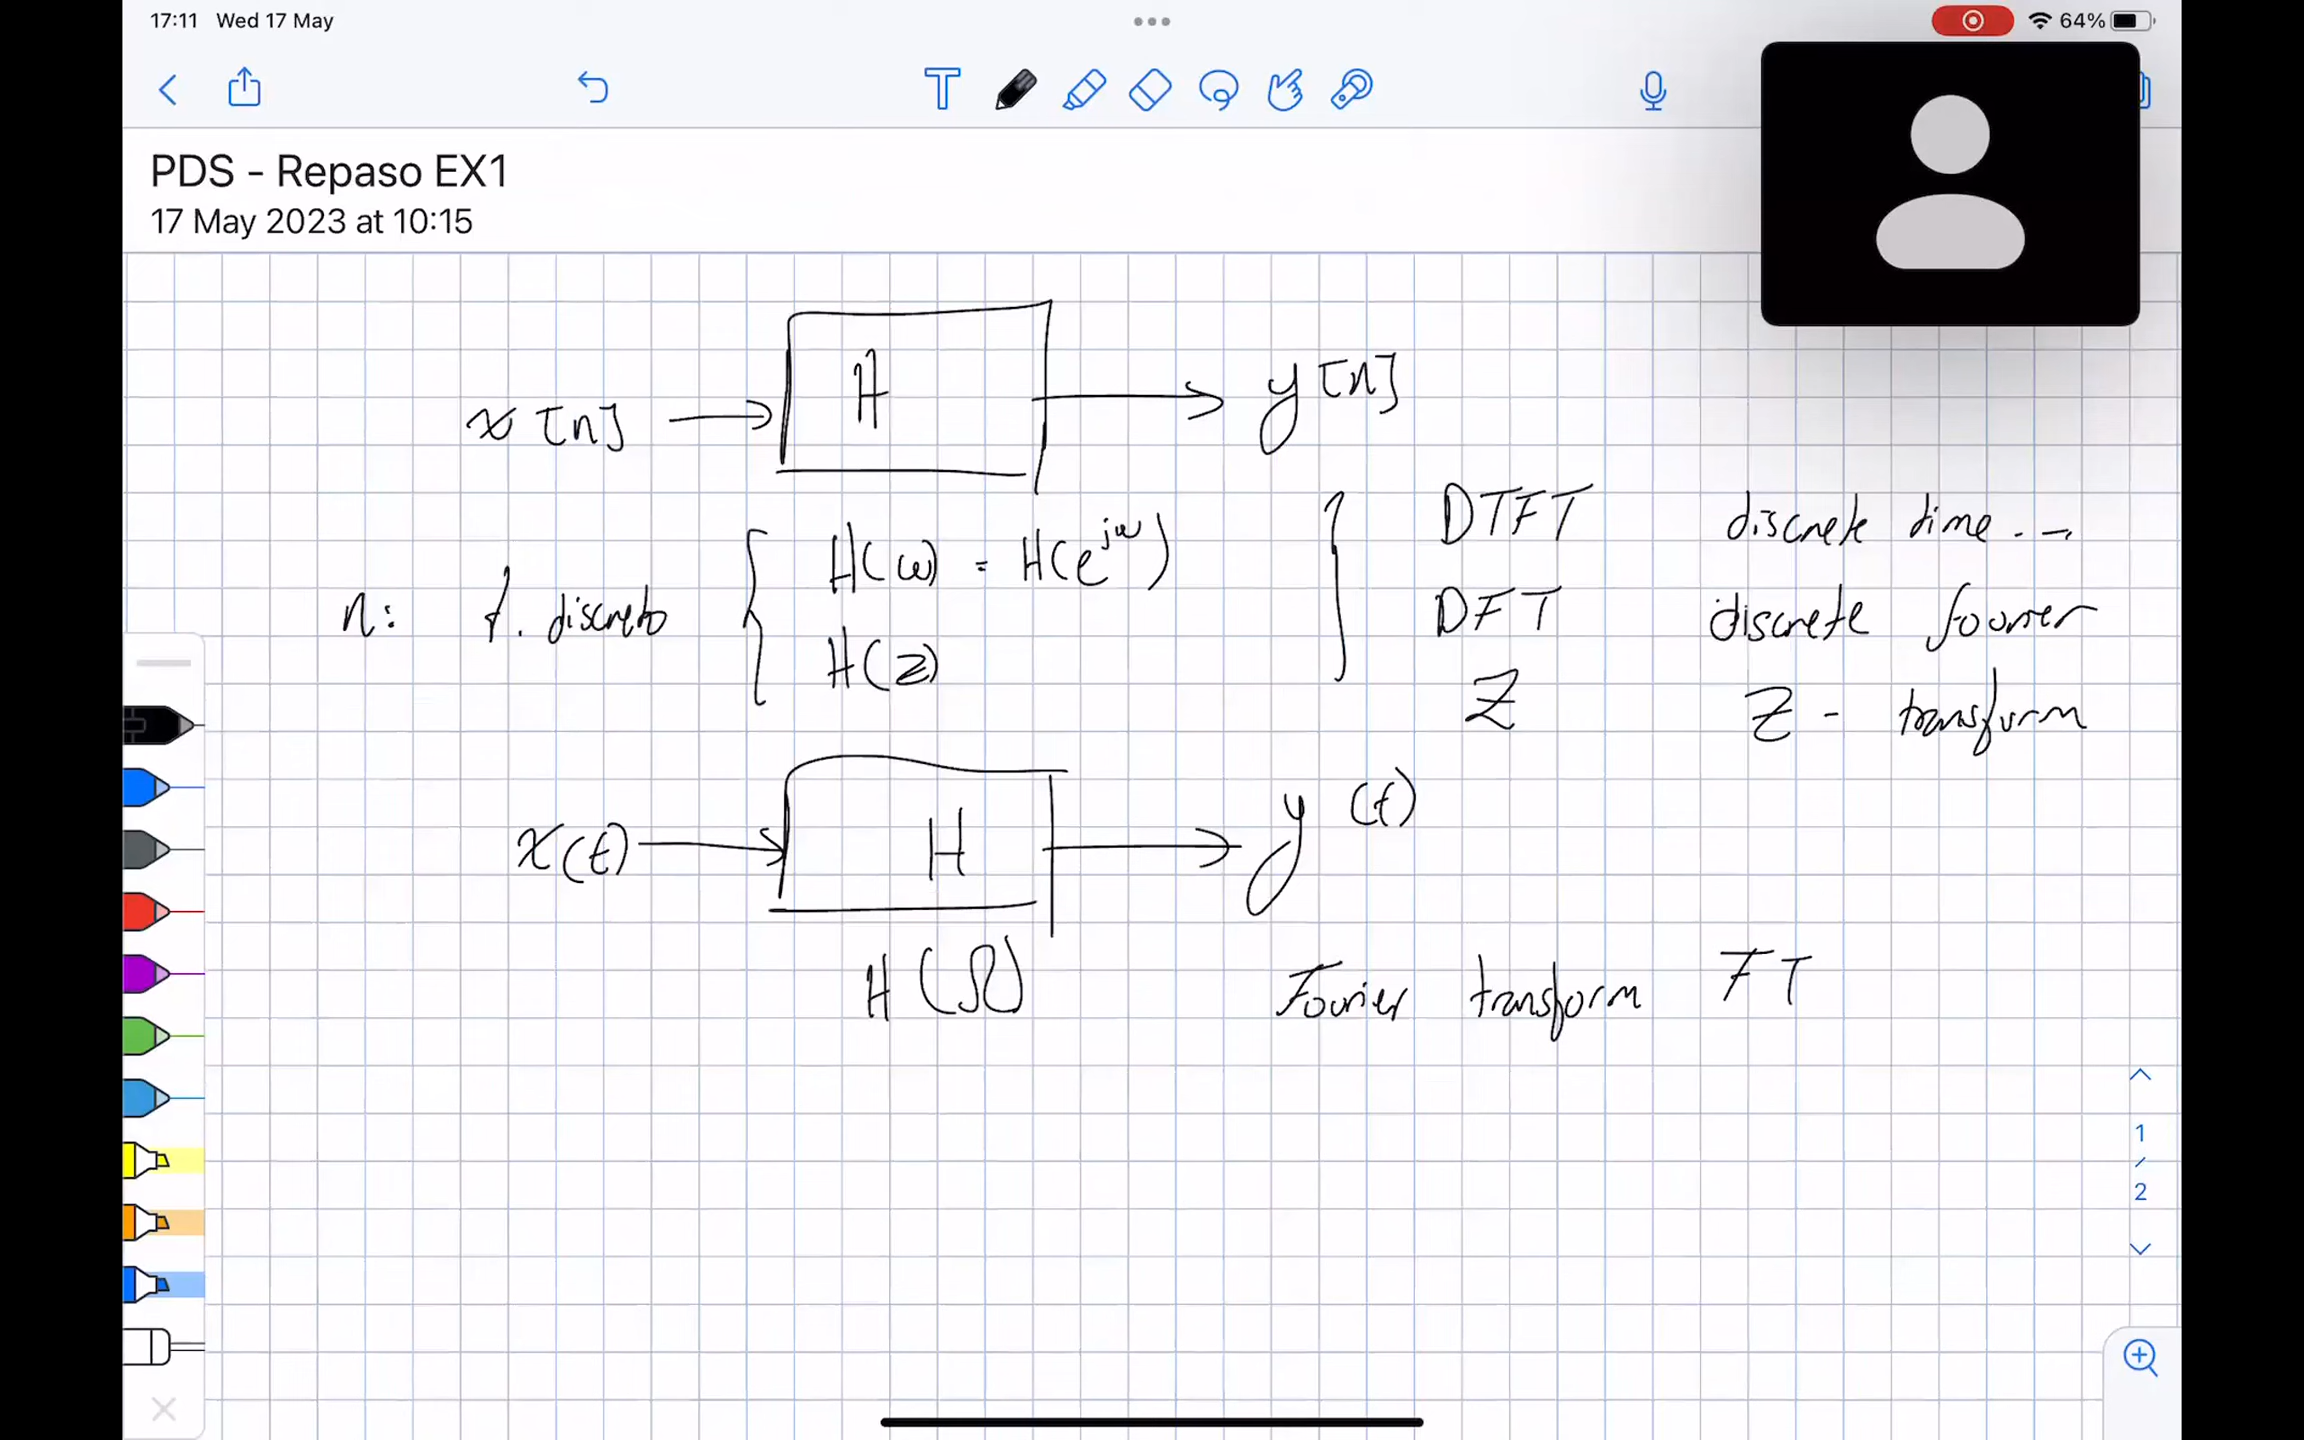 17:11 Wed 17 May
64%
T
PDS - Repaso EX1
17 May 2023 at 10:15
x[n] → H → y[n]
n: t. discreto { H(ω) = H(e^{jω})
H(z)
} DTFT discrete time...
DFT discrete fourier
Z Z - transform
x(t) → H → y(t)
H(Ω) Fourier transform FT
1
/
2